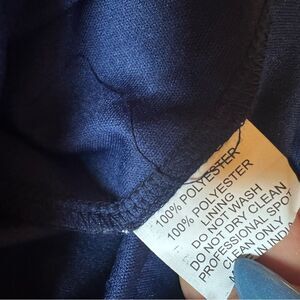 100% POLYESTER
LINING
100% POLYESTER
DO NOT WASH
DO NOT DRY CLEAN
PROFESSIONAL SPOT
CLEAN ONLY
IN INDIA